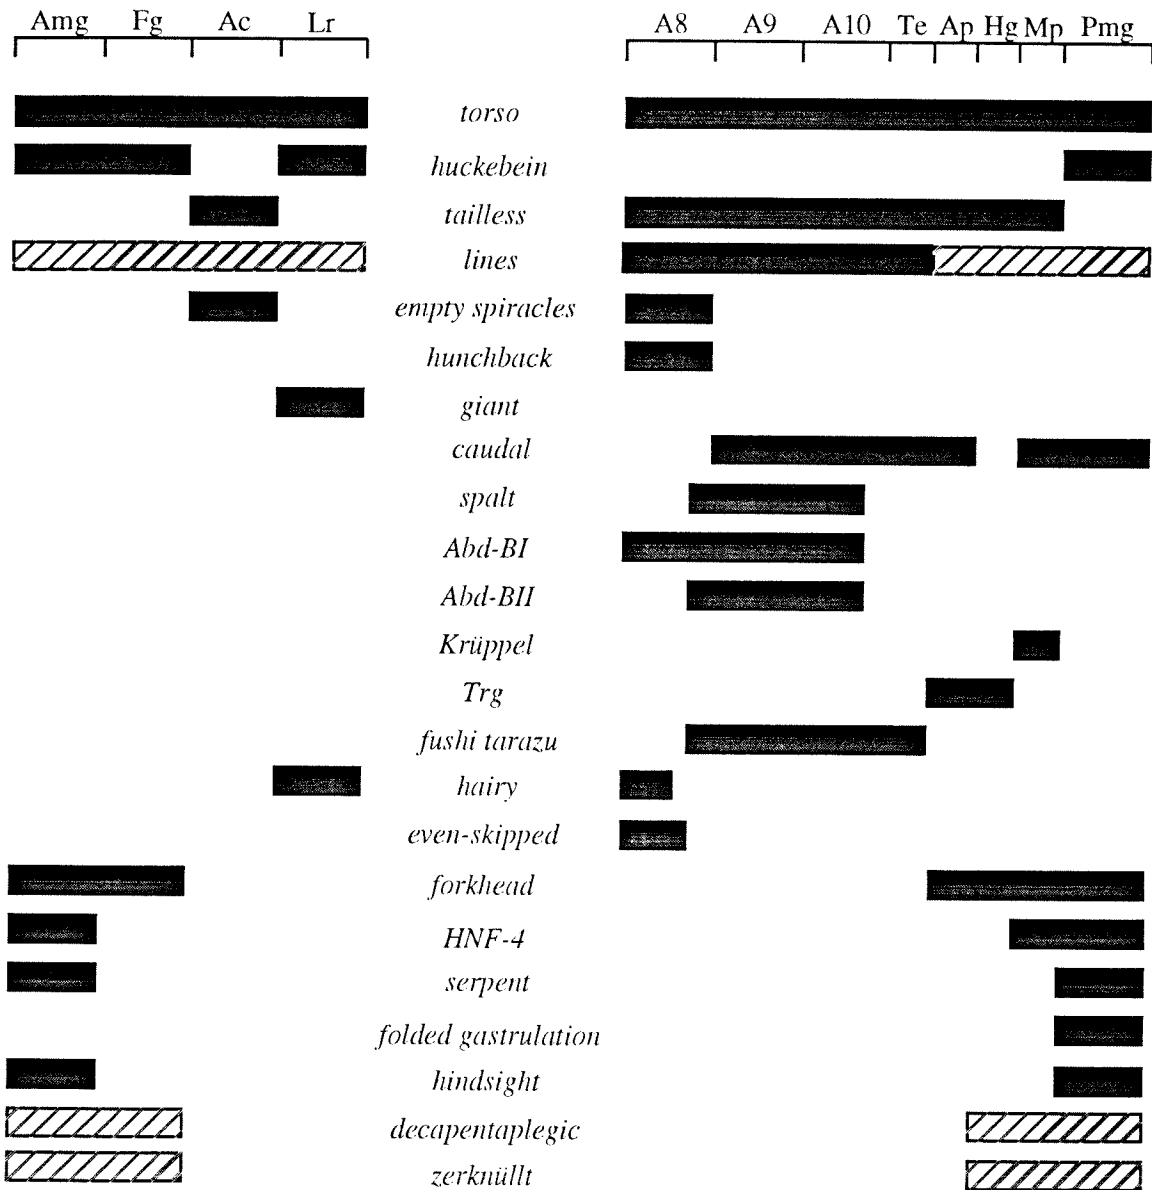 Amg Fg Ac Lr A8 A9 A10 Te Ap Hg Mp Pmg
torso
huckebein
tailless
lines
empty spiracles
hunchback
giant
caudal
spalt
Abd-BI
Abd-BII
Krüppel
Trg
fushi tarazu
hairy
even-skipped
forkhead
HNF-4
serpent
folded gastrulation
hindsight
decapentaplegic
zerknüllt